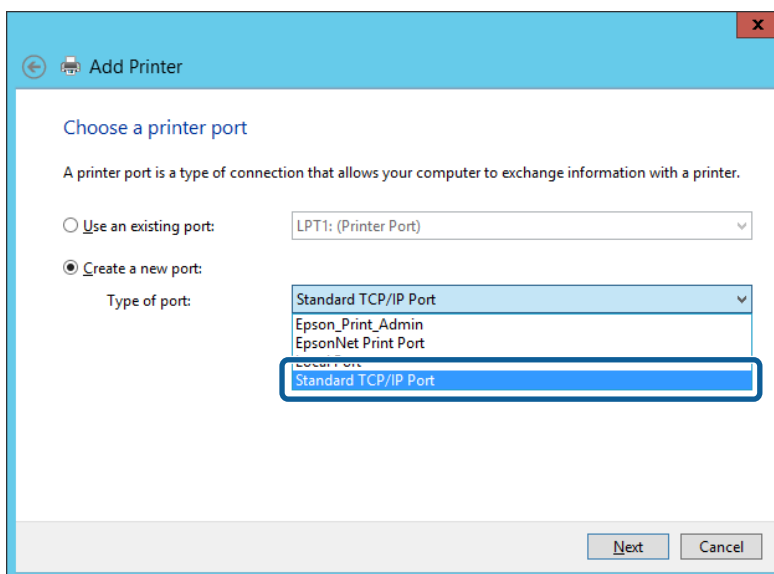 x
Add Printer
Choose a printer port
A printer port is a type of connection that allows your computer to exchange information with a printer.
Use an existing port: LPT1: (Printer Port)
Create a new port:
Type of port: Standard TCP/IP Port
Epson_Print_Admin
EpsonNet Print Port
Local Port
Standard TCP/IP Port
Next Cancel